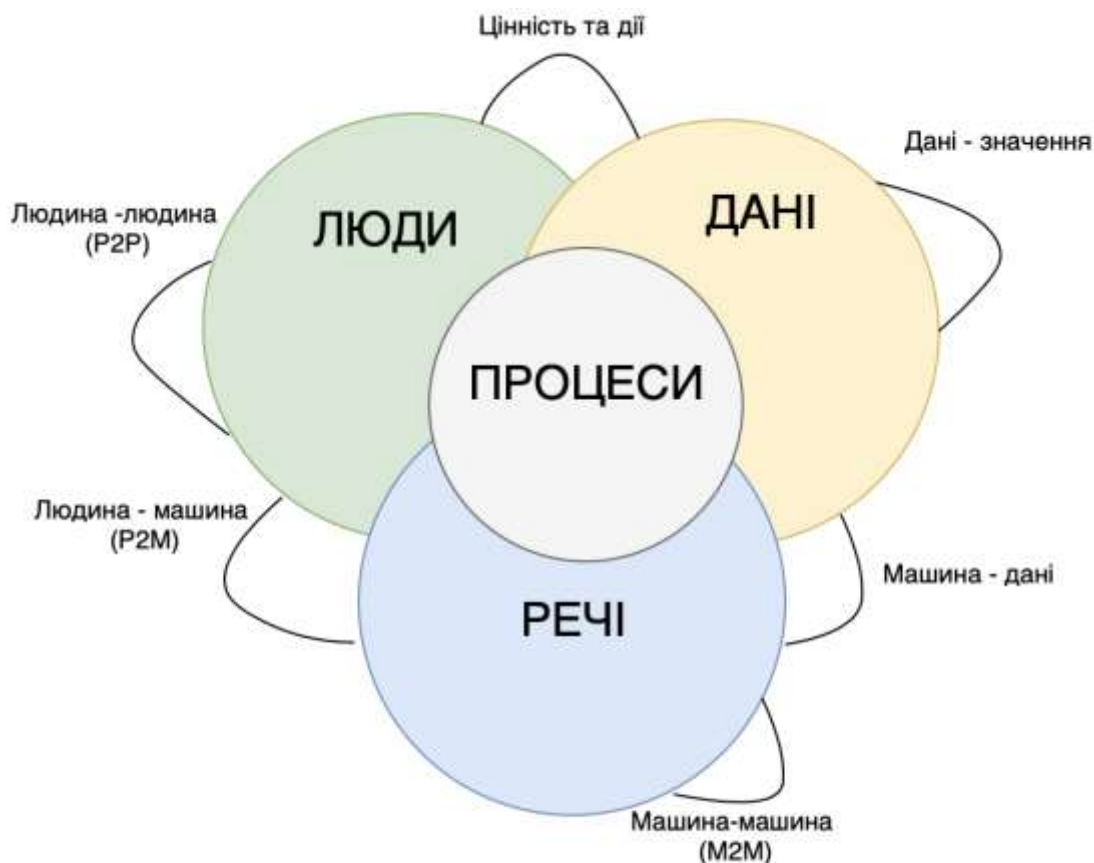 Цінність та дії
Дані - значення
Людина -людина
(P2P)
ЛЮДИ
ДАНІ
ПРОЦЕСИ
Людина - машина
(P2M)
Машина - дані
РЕЧІ
Машина-машина
(M2M)